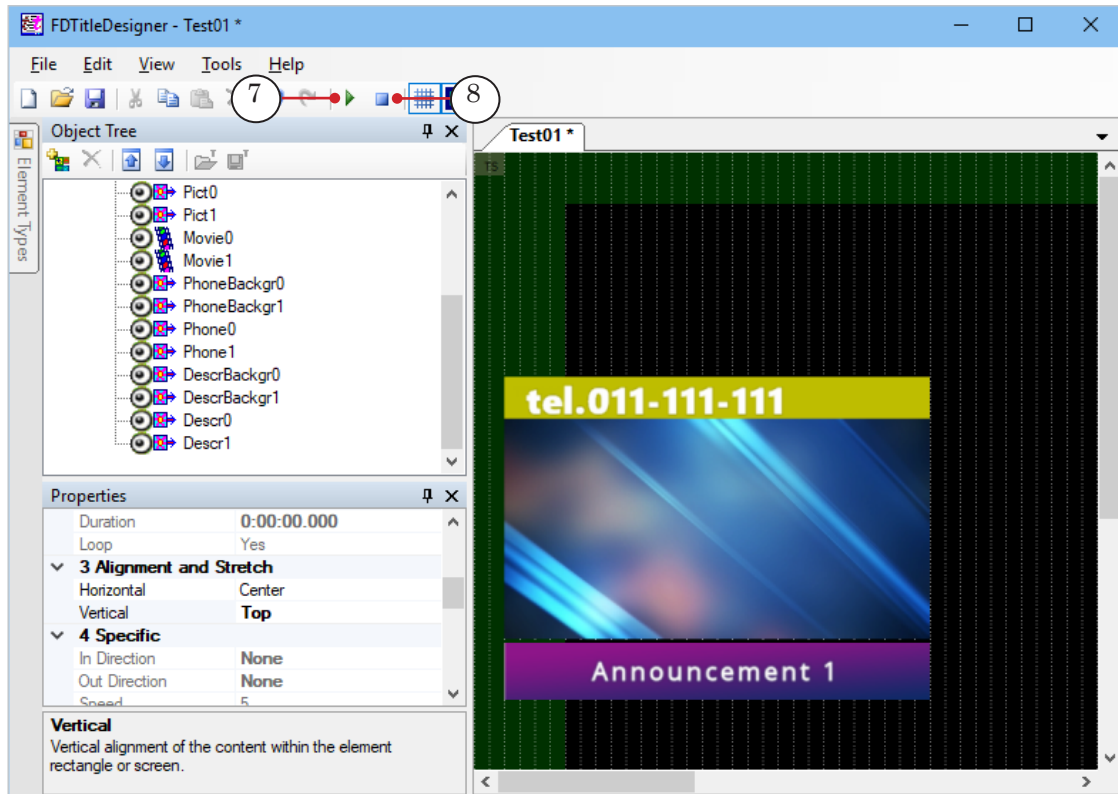 FDTitleDesigner - Test01 *
File Edit View Tools Help
7
8
Element Types
Object Tree
Test01 *
TS
Pict0
Pict1
Movie0
Movie1
PhoneBackgr0
PhoneBackgr1
Phone0
Phone1
DescrBackgr0
DescrBackgr1
Descr0
Descr1
tel.011-111-111
Announcement 1
Properties
Duration 0:00:00.000
Loop Yes
3 Alignment and Stretch
Horizontal Center
Vertical Top
4 Specific
In Direction None
Out Direction None
Speed 5
Vertical
Vertical alignment of the content within the element
rectangle or screen.